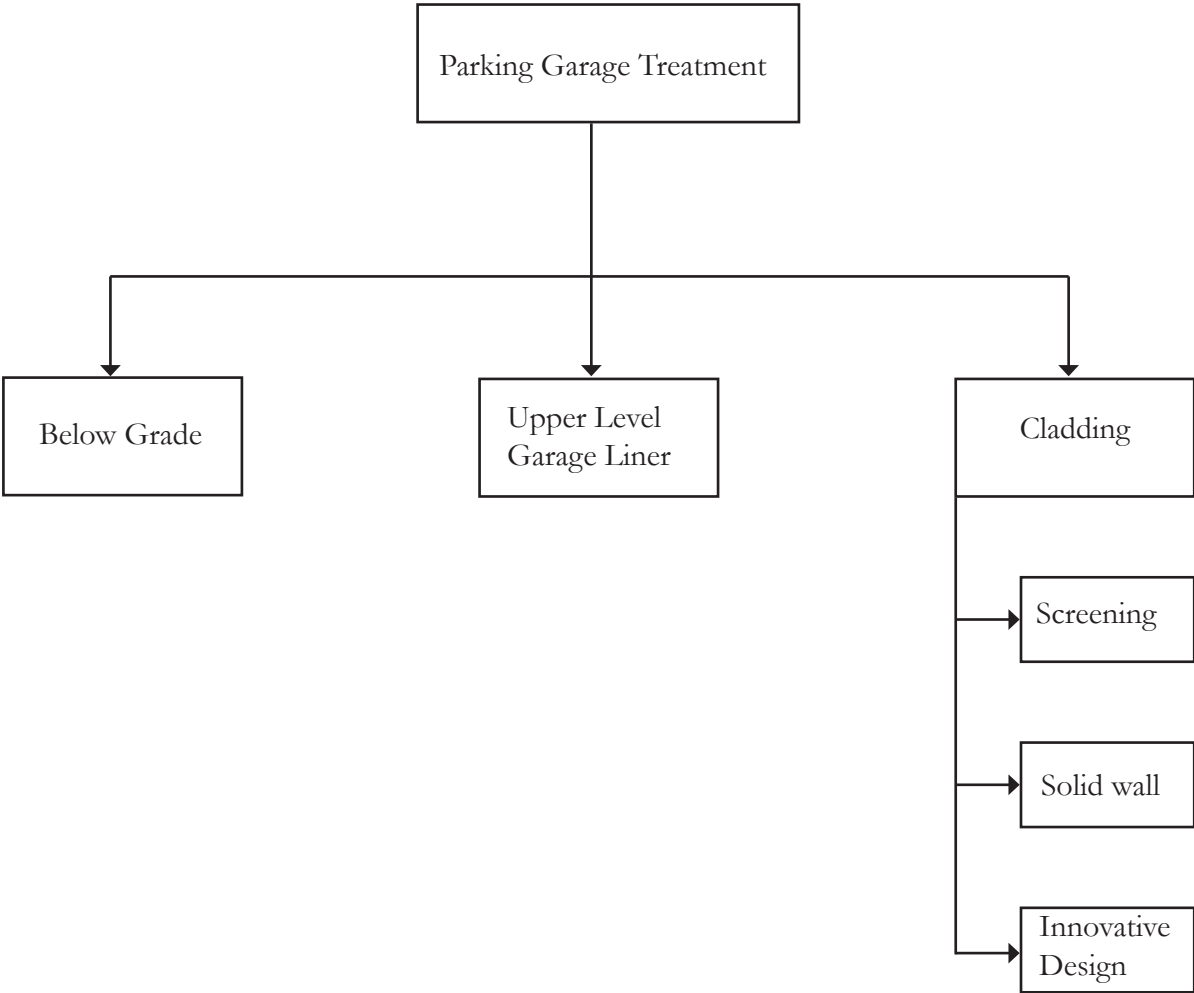 Parking Garage Treatment
Below Grade
Upper Level
Garage Liner
Cladding
Screening
Solid wall
Innovative
Design